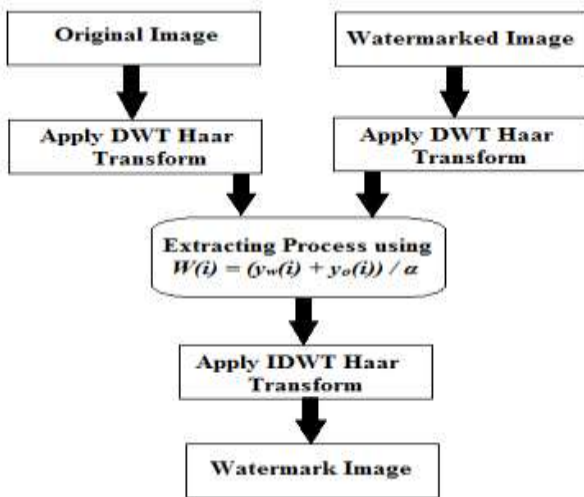 Original Image
Watermarked Image
Apply DWT Haar
Transform
Apply DWT Haar
Transform
Extracting Process using
W(i) = (yw(i) + yo(i)) / α
Apply IDWT Haar
Transform
Watermark Image